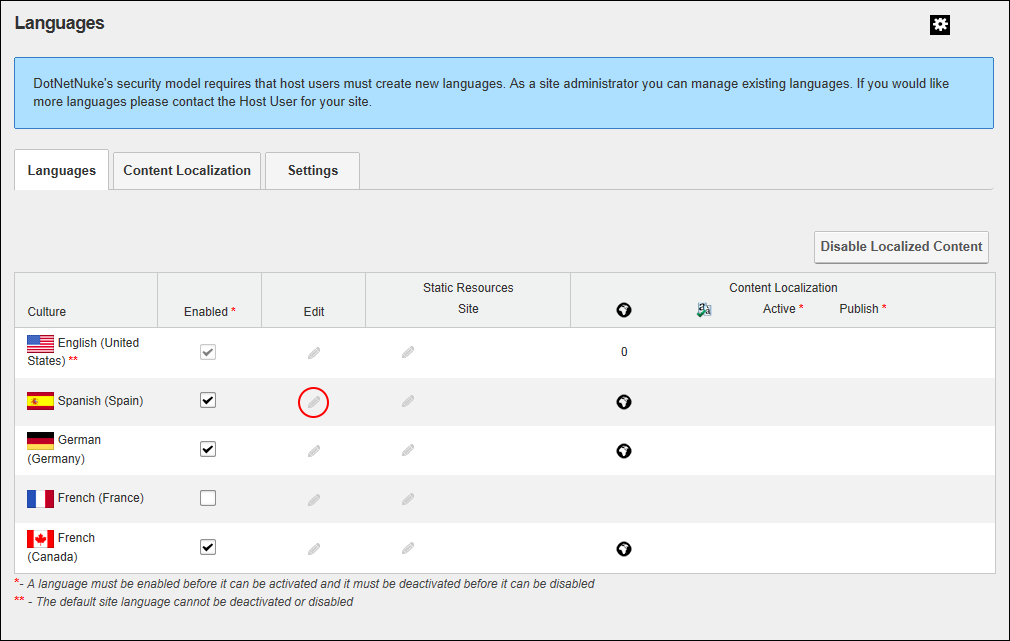 Languages
DotNetNuke's security model requires that host users must create new languages. As a site administrator you can manage existing languages. If you would like
more languages please contact the Host User for your site.
Languages
Content Localization
Settings
Disable Localized Content
Static Resources
Content Localization
Culture
Enabled *
Edit
Site
Active *
Publish *
English (United
States) **
0
Spanish (Spain)
German
(Germany)
French (France)
French
(Canada)
*- A language must be enabled before it can be activated and it must be deactivated before it can be disabled
** - The default site language cannot be deactivated or disabled